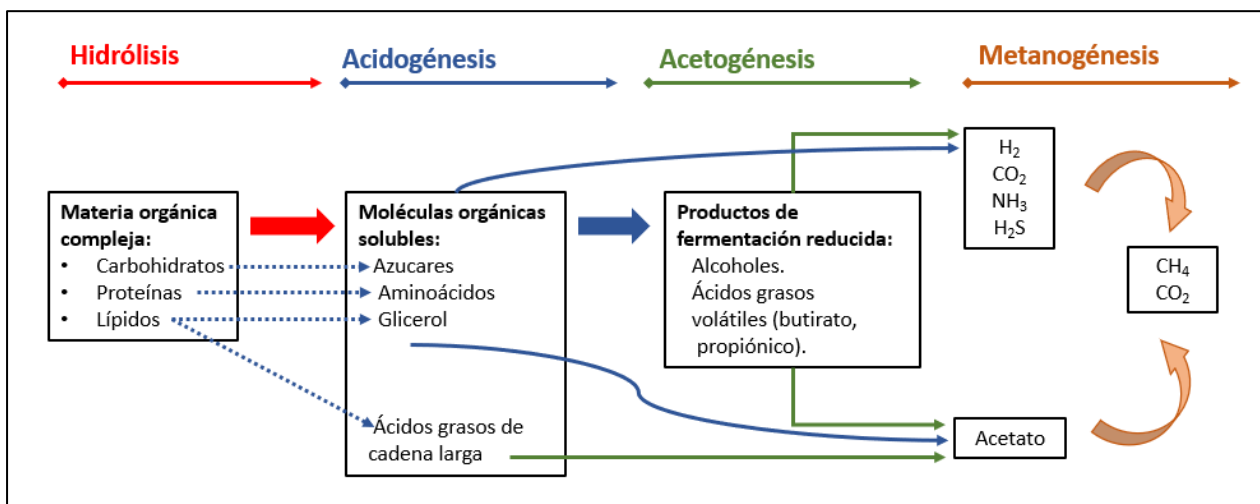 Hidrólisis
Acidogénesis
Acetogénesis
Metanogénesis
Materia orgánica
compleja:
• Carbohidratos
• Proteínas
• Lípidos
Moléculas orgánicas
solubles:
Azucares
Aminoácidos
Glicerol
Ácidos grasos de
cadena larga
Productos de
fermentación reducida:
Alcoholes.
Ácidos grasos
volátiles (butirato,
propiónico).
H₂
CO₂
NH₃
H₂S
Acetato
CH₄
CO₂